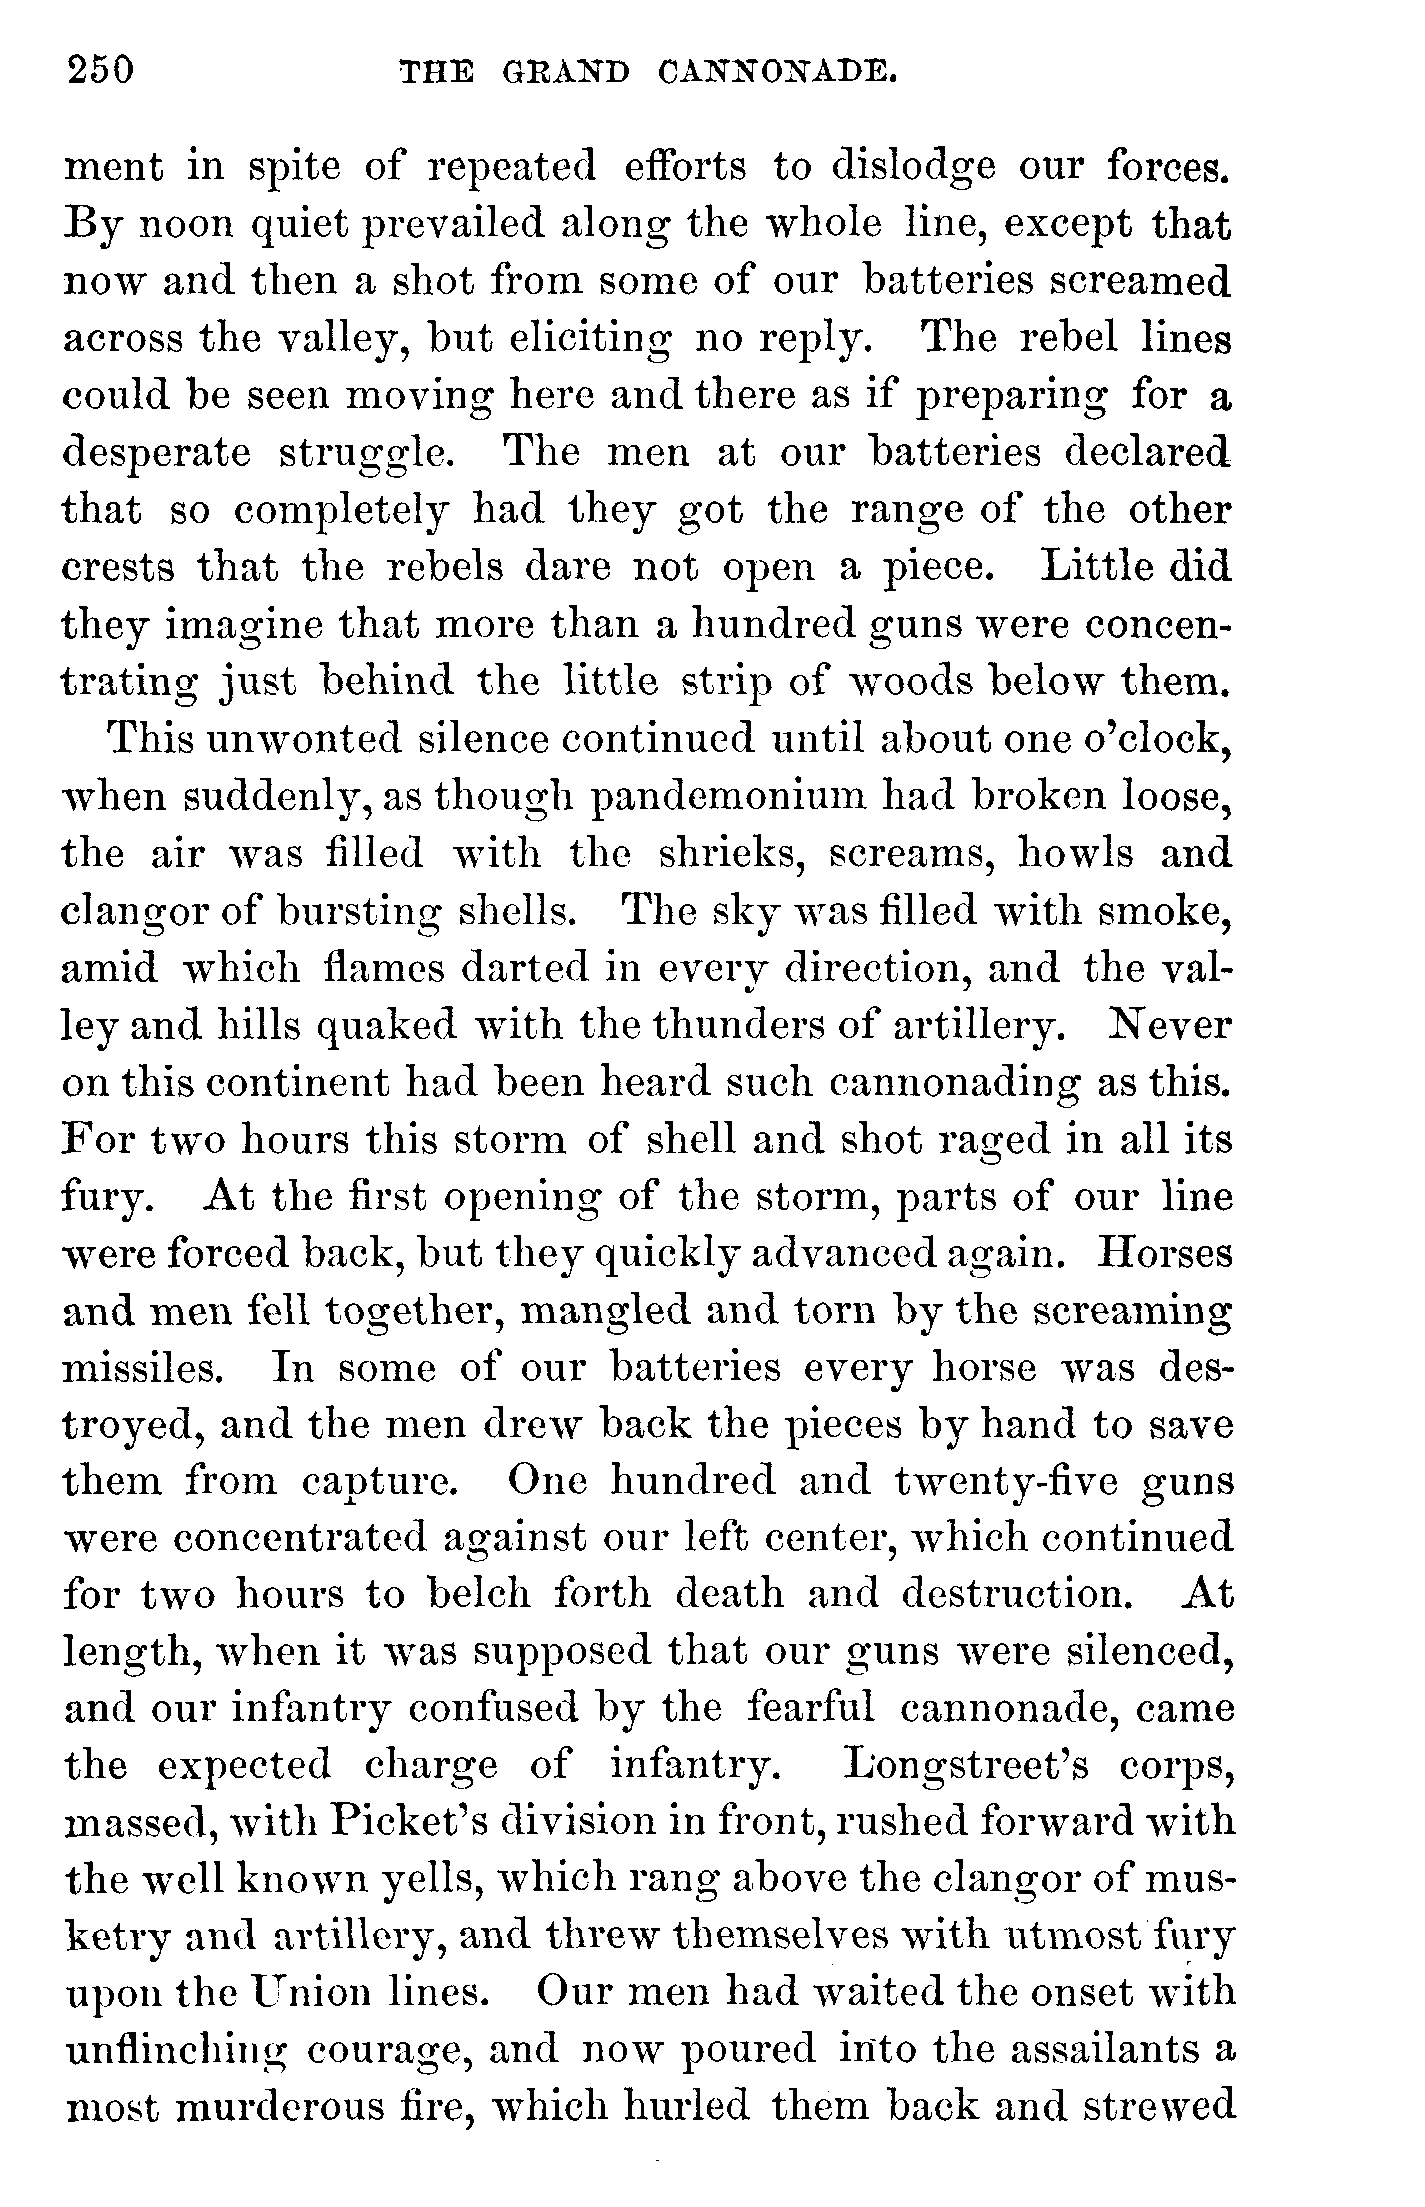 250 THE GRAND CANNONADE.
ment in spite of repeated efforts to dislodge our forces.
By noon quiet prevailed along the whole line, except that
now and then a shot from some of our batteries screamed
across the valley, but eliciting no reply. The rebel lines
could be seen moving here and there as if preparing for a
desperate struggle. The men at our batteries declared
that so completely had they got the range of the other
crests that the rebels dare not open a piece. Little did
they imagine that more than a hundred guns were concen-
trating just behind the little strip of woods below them.
This unwonted silence continued until about one o'clock,
when suddenly, as though pandemonium had broken loose,
the air was filled with the shrieks, screams, howls and
clangor of bursting shells. The sky was filled with smoke,
amid which flames darted in every direction, and the val-
ley and hills quaked with the thunders of artillery. Never
on this continent had been heard such cannonading as this.
For two hours this storm of shell and shot raged in all its
fury. At the first opening of the storm, parts of our line
were forced back, but they quickly advanced again. Horses
and men fell together, mangled and torn by the screaming
missiles. In some of our batteries every horse was des-
troyed, and the men drew back the pieces by hand to save
them from capture. One hundred and twenty-five guns
were concentrated against our left center, which continued
for two hours to belch forth death and destruction. At
length, when it was supposed that our guns were silenced,
and our infantry confused by the fearful cannonade, came
the expected charge of infantry. Longstreet's corps,
massed, with Picket's division in front, rushed forward with
the well known yells, which rang above the clangor of mus-
ketry and artillery, and threw themselves with utmost fury
upon the Union lines. Our men had waited the onset with
unflinching courage, and now poured into the assailants a
most murderous fire, which hurled them back and strewed